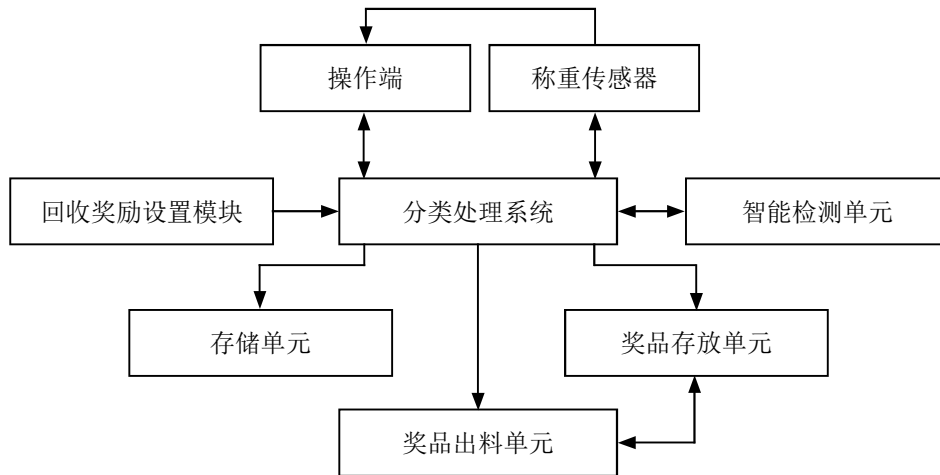 操作端
称重传感器
回收奖励设置模块
分类处理系统
智能检测单元
存储单元
奖品存放单元
奖品出料单元